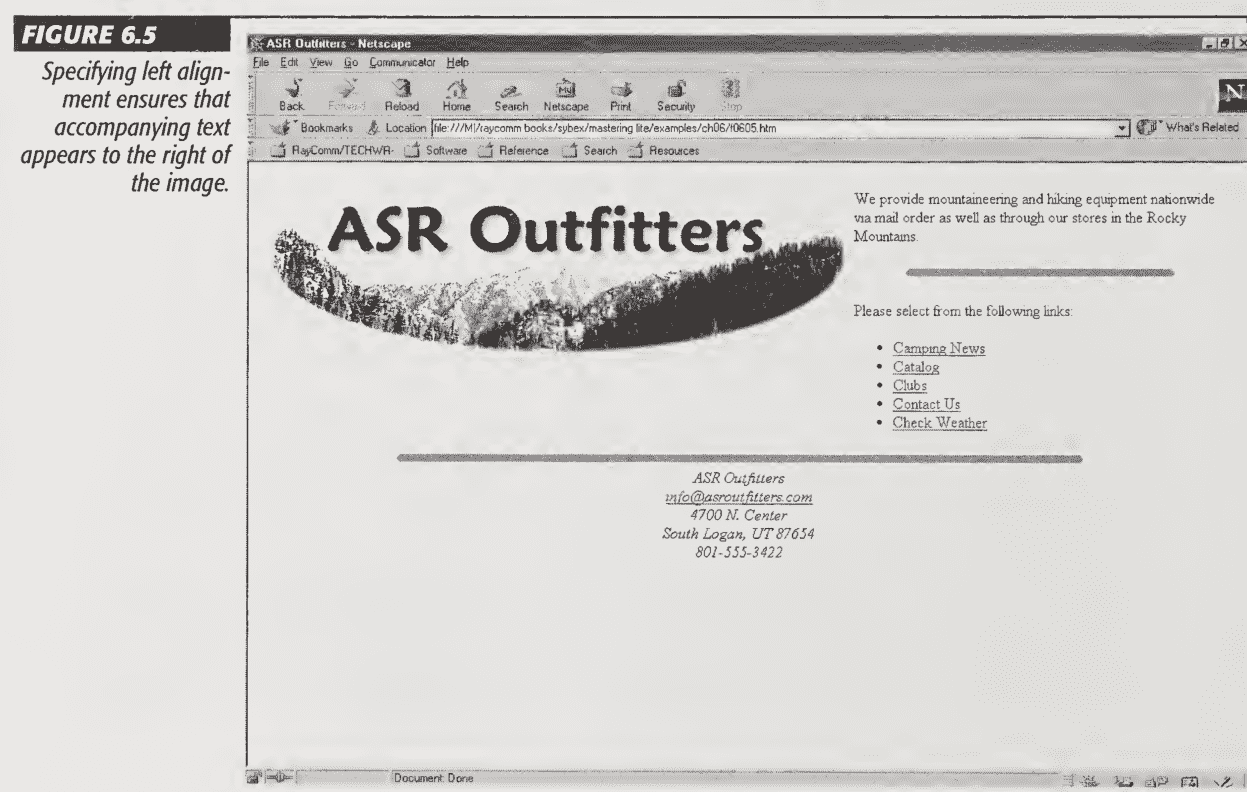 FIGURE 6.5
Specifying left align-
ment ensures that
accompanying text
appears to the right of
the image.
ASR Outfitters - Netscape
File Edit View Go Communicator Help
Back Forward Reload Home Search Netscape Print Security Stop
Bookmarks Location file:///M|/raycomm books/sybex/mastering lite/examples/ch06/f0605.htm What's Related
RayComm/TECHWR- Software Reference Search Resources
ASR Outfitters
We provide mountaineering and hiking equipment nationwide
via mail order as well as through our stores in the Rocky
Mountains.
Please select from the following links:
• Camping News
• Catalog
• Clubs
• Contact Us
• Check Weather
ASR Outfitters
info@asroutfitters.com
4700 N. Center
South Logan, UT 87654
801-555-3422
Document: Done